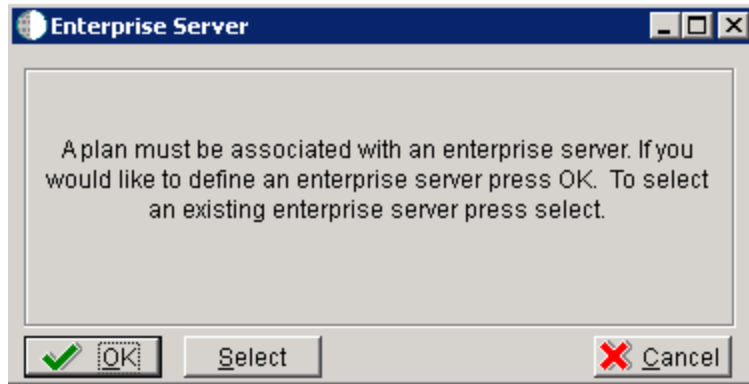 Enterprise Server
A plan must be associated with an enterprise server. If you
would like to define an enterprise server press OK.  To select
an existing enterprise server press select.
OK
Select
Cancel